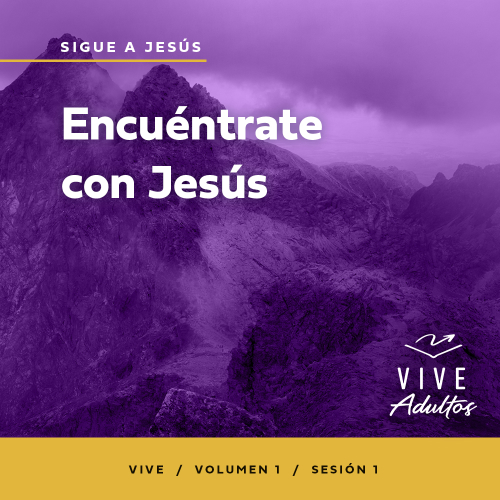 SIGUE A JESÚS
Encuéntrate
con Jesús
VIVE
Adultos
VIVE / VOLUMEN 1 / SESIÓN 1